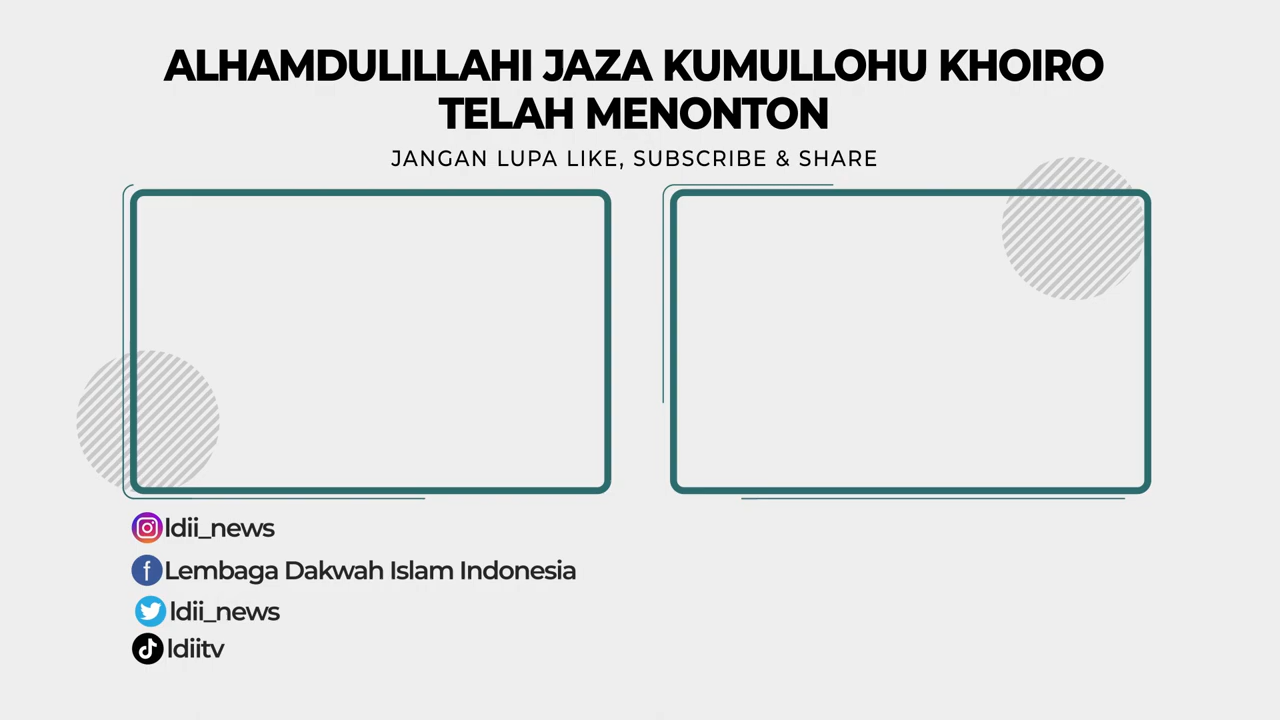 ALHAMDULILLAHI JAZA KUMULLOHU KHOIRO
TELAH MENONTON
JANGAN LUPA LIKE, SUBSCRIBE & SHARE
ldii_news
Lembaga Dakwah Islam Indonesia
ldii_news
ldiitv